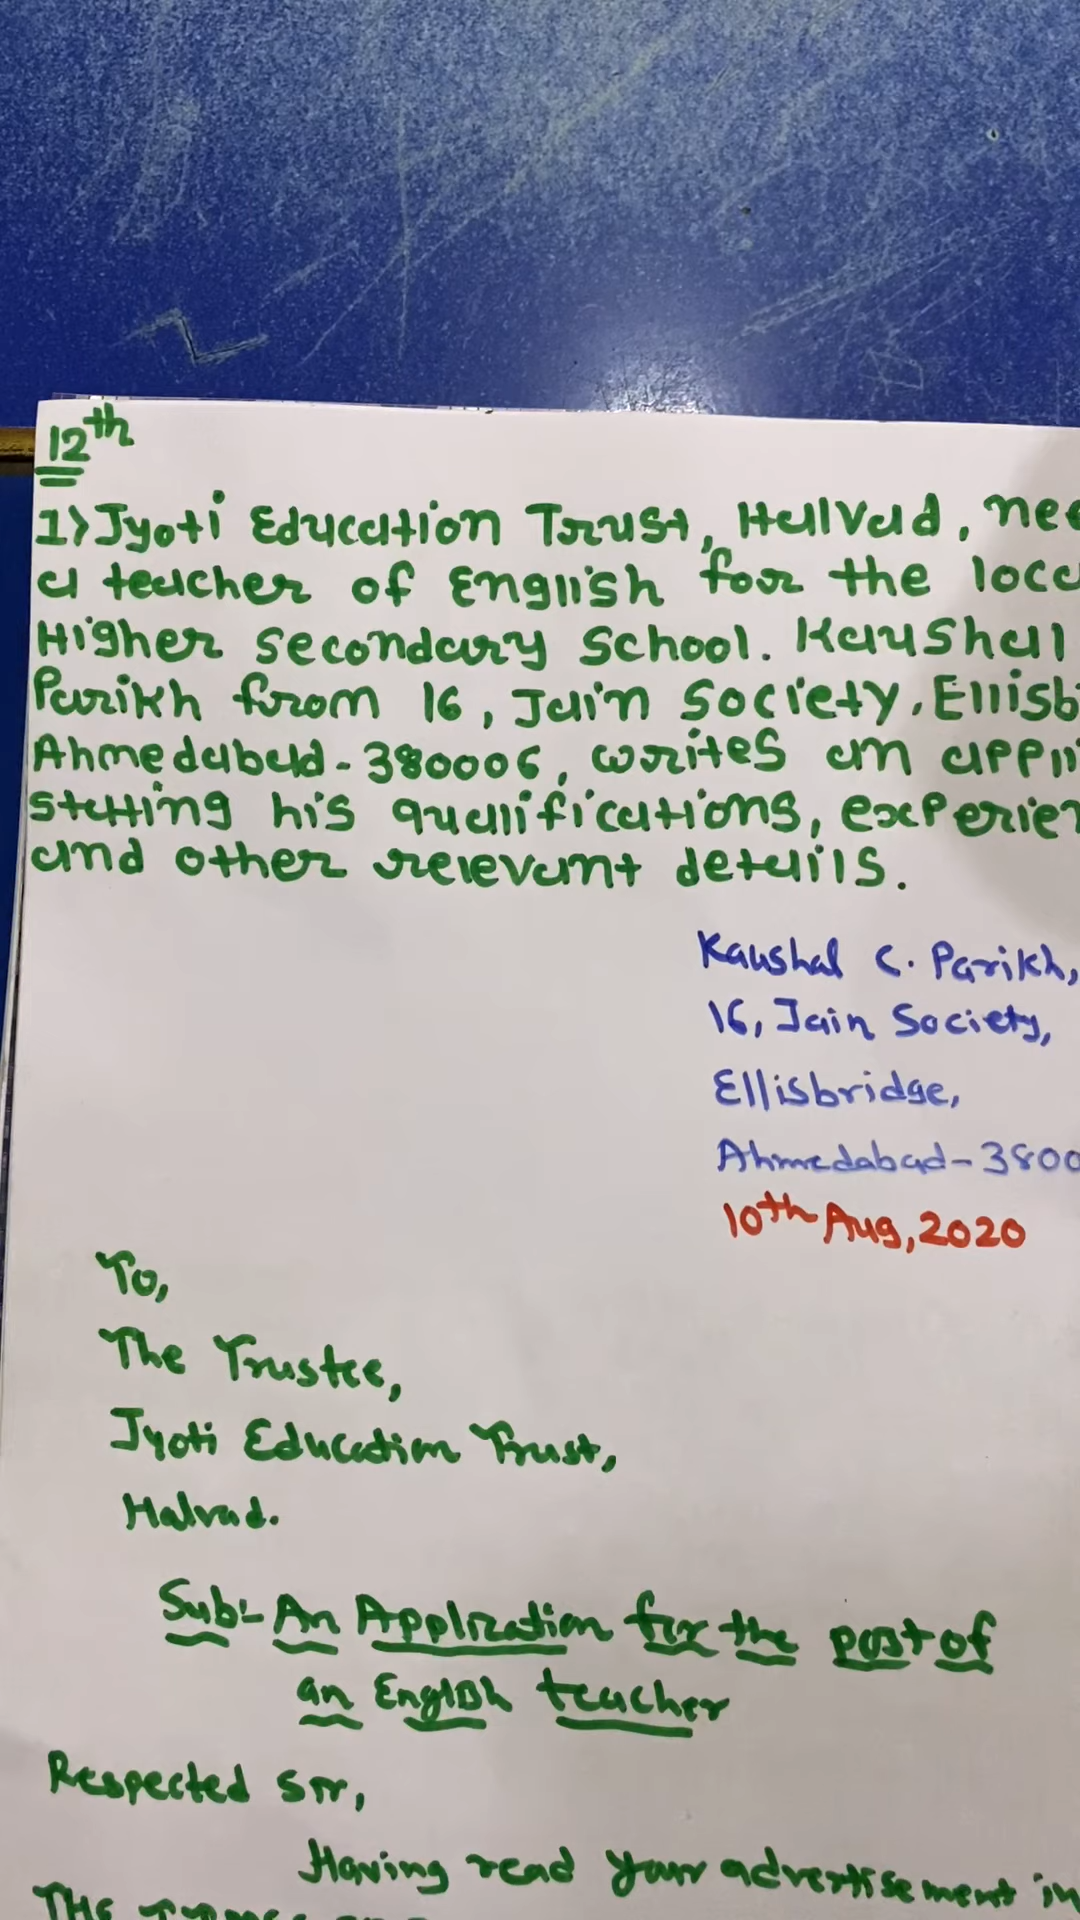 12th
1) Jyoti Education Trust, Halvad, nee
a teacher of English for the loca
Higher secondary school. Kaushal
Parikh from 16, Jain Society, Ellisb
Ahmedabad-380006, writes an appli
stating his qualifications, experien
and other relevant details.
Kaushal C. Parikh,
16, Jain Society,
Ellisbridge,
Ahmedabad-3800
10th Aug, 2020
To,
The Trustee,
Jyoti Education Trust,
Halvad.
Sub:- An Application for the post of
an English teacher
Respected Sir,
Having read your advertisement in
THE